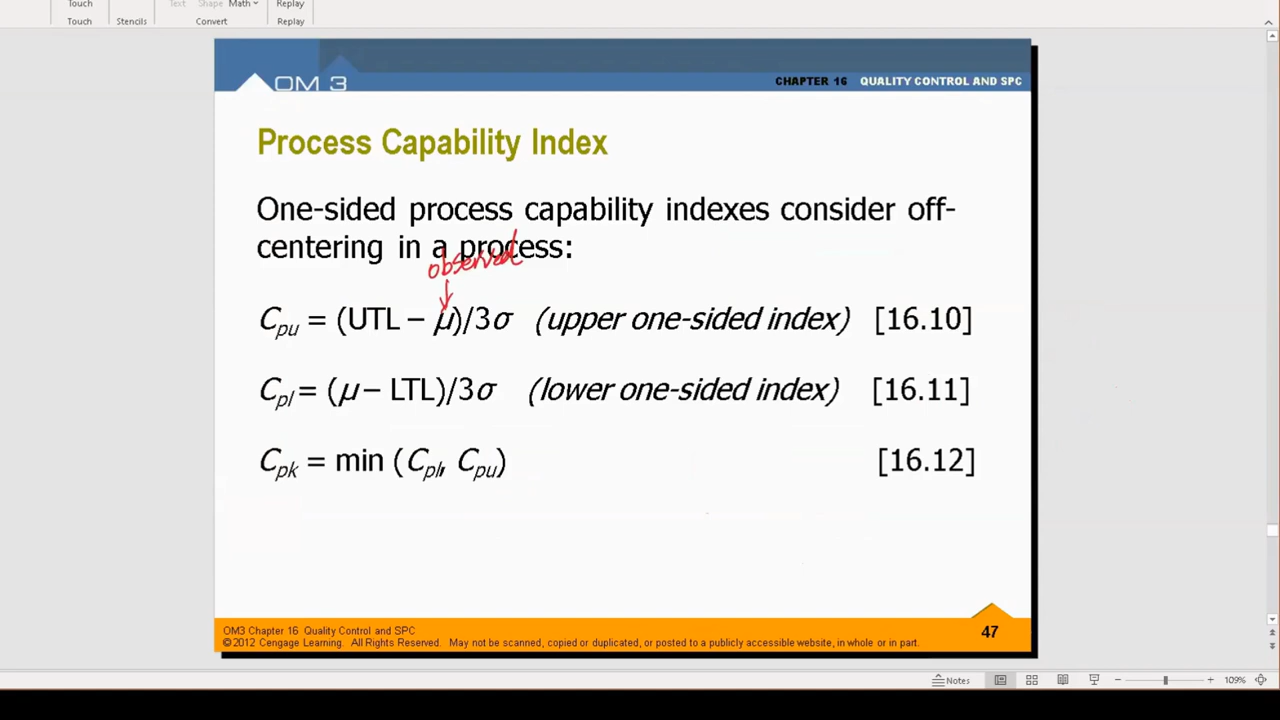 Touch
Text
Shape
Math
Replay
Touch
Stencils
Convert
Replay
OM 3
CHAPTER 16 QUALITY CONTROL AND SPC
Process Capability Index
One-sided process capability indexes consider off-
centering in a process:
observed
Cpu = (UTL − μ)/3σ (upper one-sided index) [16.10]
Cpl = (μ − LTL)/3σ (lower one-sided index) [16.11]
Cpk = min (Cpl, Cpu) [16.12]
OM3 Chapter 16 Quality Control and SPC
©2012 Cengage Learning. All Rights Reserved. May not be scanned, copied or duplicated, or posted to a publicly accessible website, in whole or in part.
47
Notes
109%